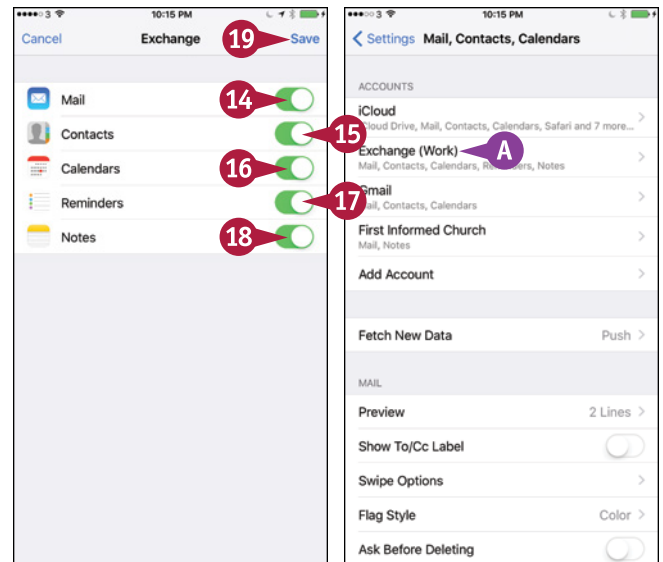 3 10:15 PM
Cancel Exchange 19 Save
Mail 14
Contacts 15
Calendars 16
Reminders 17
Notes 18
3 10:15 PM
Settings Mail, Contacts, Calendars
ACCOUNTS
iCloud
Drive, Mail, Contacts, Calendars, Safari and 7 more...
Exchange (Work) A
Mail, Contacts, Calendars, Notes
Gmail
Contacts, Calendars
First Informed Church
Mail, Notes
Add Account
Fetch New Data Push
MAIL
Preview 2 Lines
Show To/Cc Label
Swipe Options
Flag Style Color
Ask Before Deleting